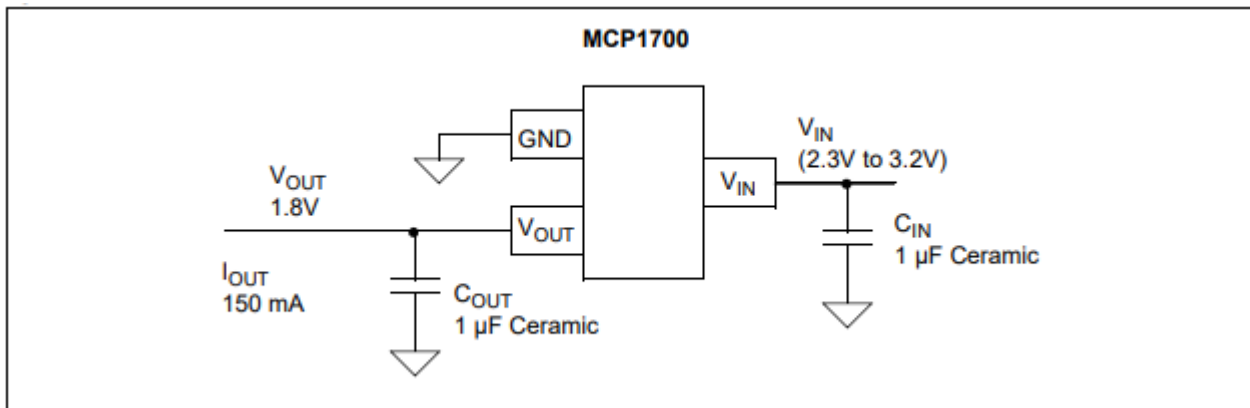 MCP1700
GND
V_IN
(2.3V to 3.2V)
V_IN
V_OUT
1.8V
V_OUT
C_IN
1 µF Ceramic
I_OUT
150 mA
C_OUT
1 µF Ceramic